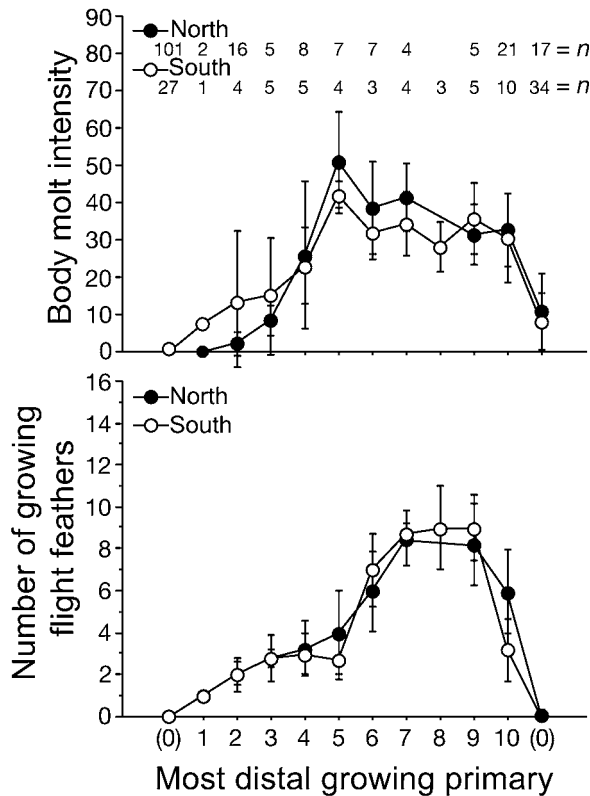 90
80
70
60
50
40
30
20
10
0
Body molt intensity
North
101 2 16 5 8 7 7 4 5 21 17 = n
South
27 1 4 5 5 4 3 4 3 5 10 34 = n
16
14
12
10
8
6
4
2
0
Number of growing
flight feathers
North
South
(0) 1 2 3 4 5 6 7 8 9 10 (0)
Most distal growing primary